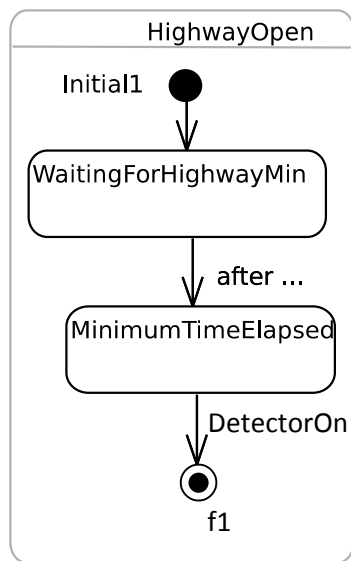 HighwayOpen
Initial1
WaitingForHighwayMin
after ...
MinimumTimeElapsed
DetectorOn
f1